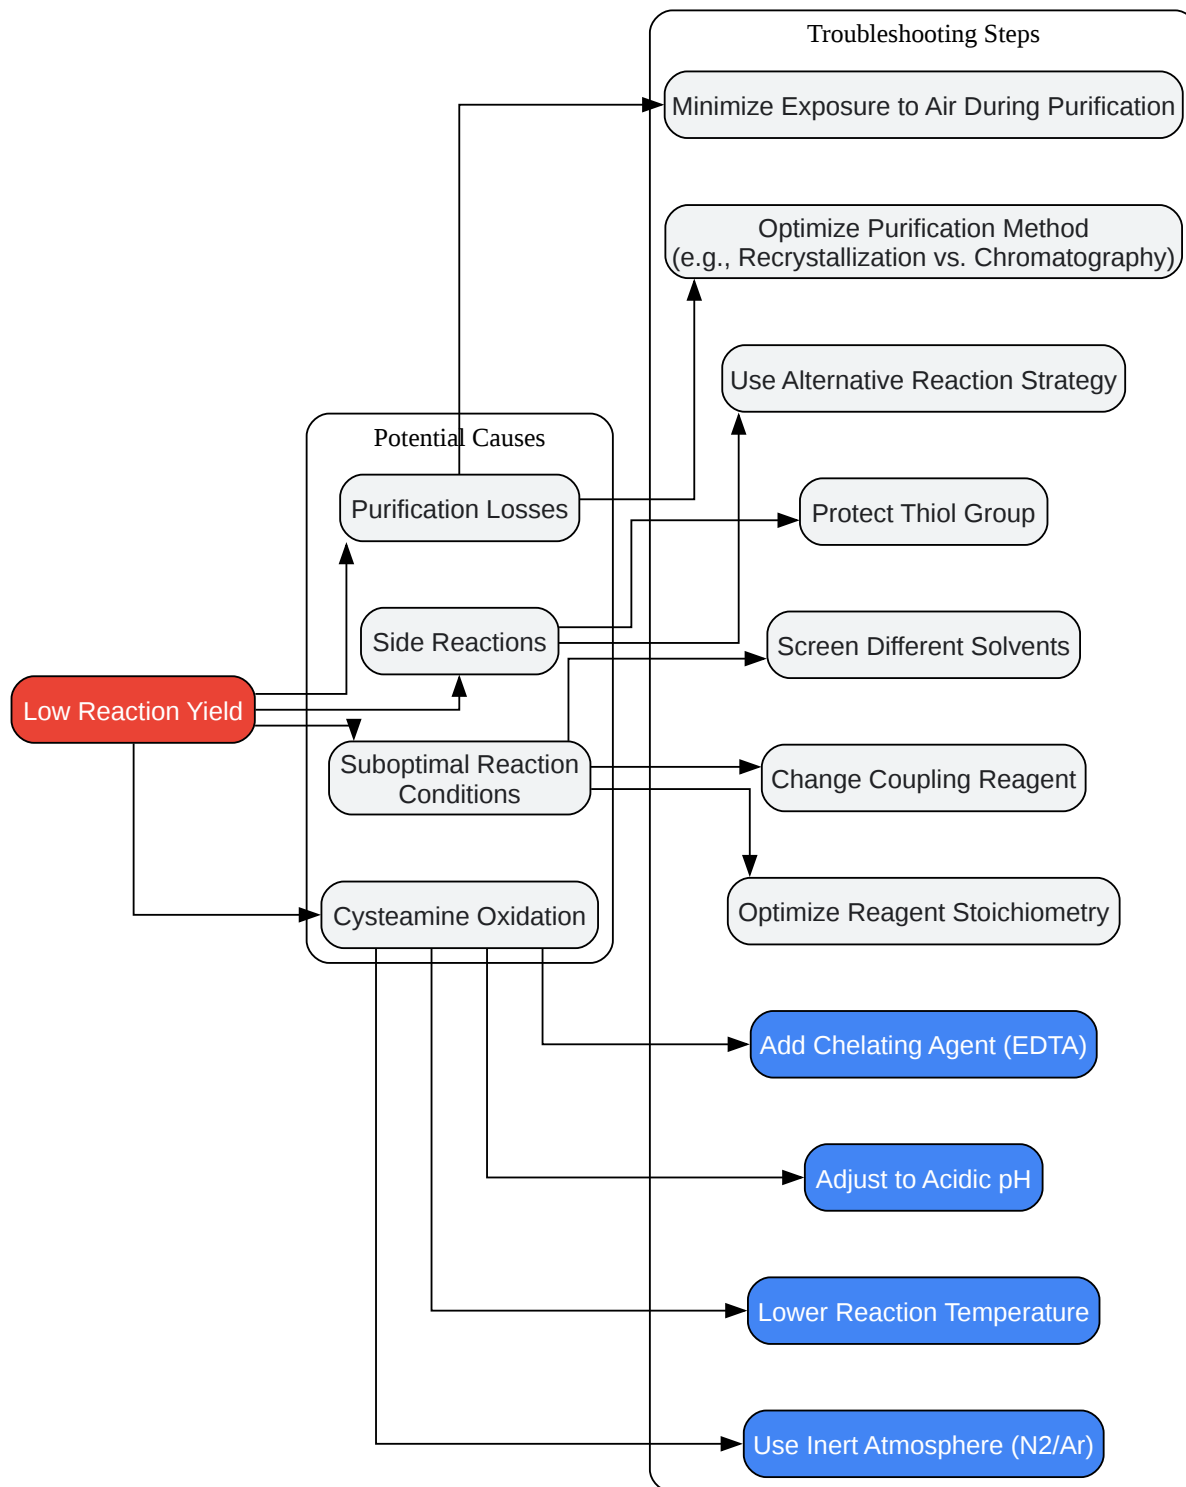 Troubleshooting Steps
Minimize Exposure to Air During Purification
Optimize Purification Method
(e.g., Recrystallization vs. Chromatography)
Use Alternative Reaction Strategy
Potential Causes
Purification Losses
Protect Thiol Group
Side Reactions
Screen Different Solvents
Low Reaction Yield
Suboptimal Reaction
Conditions
Change Coupling Reagent
Cysteamine Oxidation
Optimize Reagent Stoichiometry
Add Chelating Agent (EDTA)
Adjust to Acidic pH
Lower Reaction Temperature
Use Inert Atmosphere (N2/Ar)